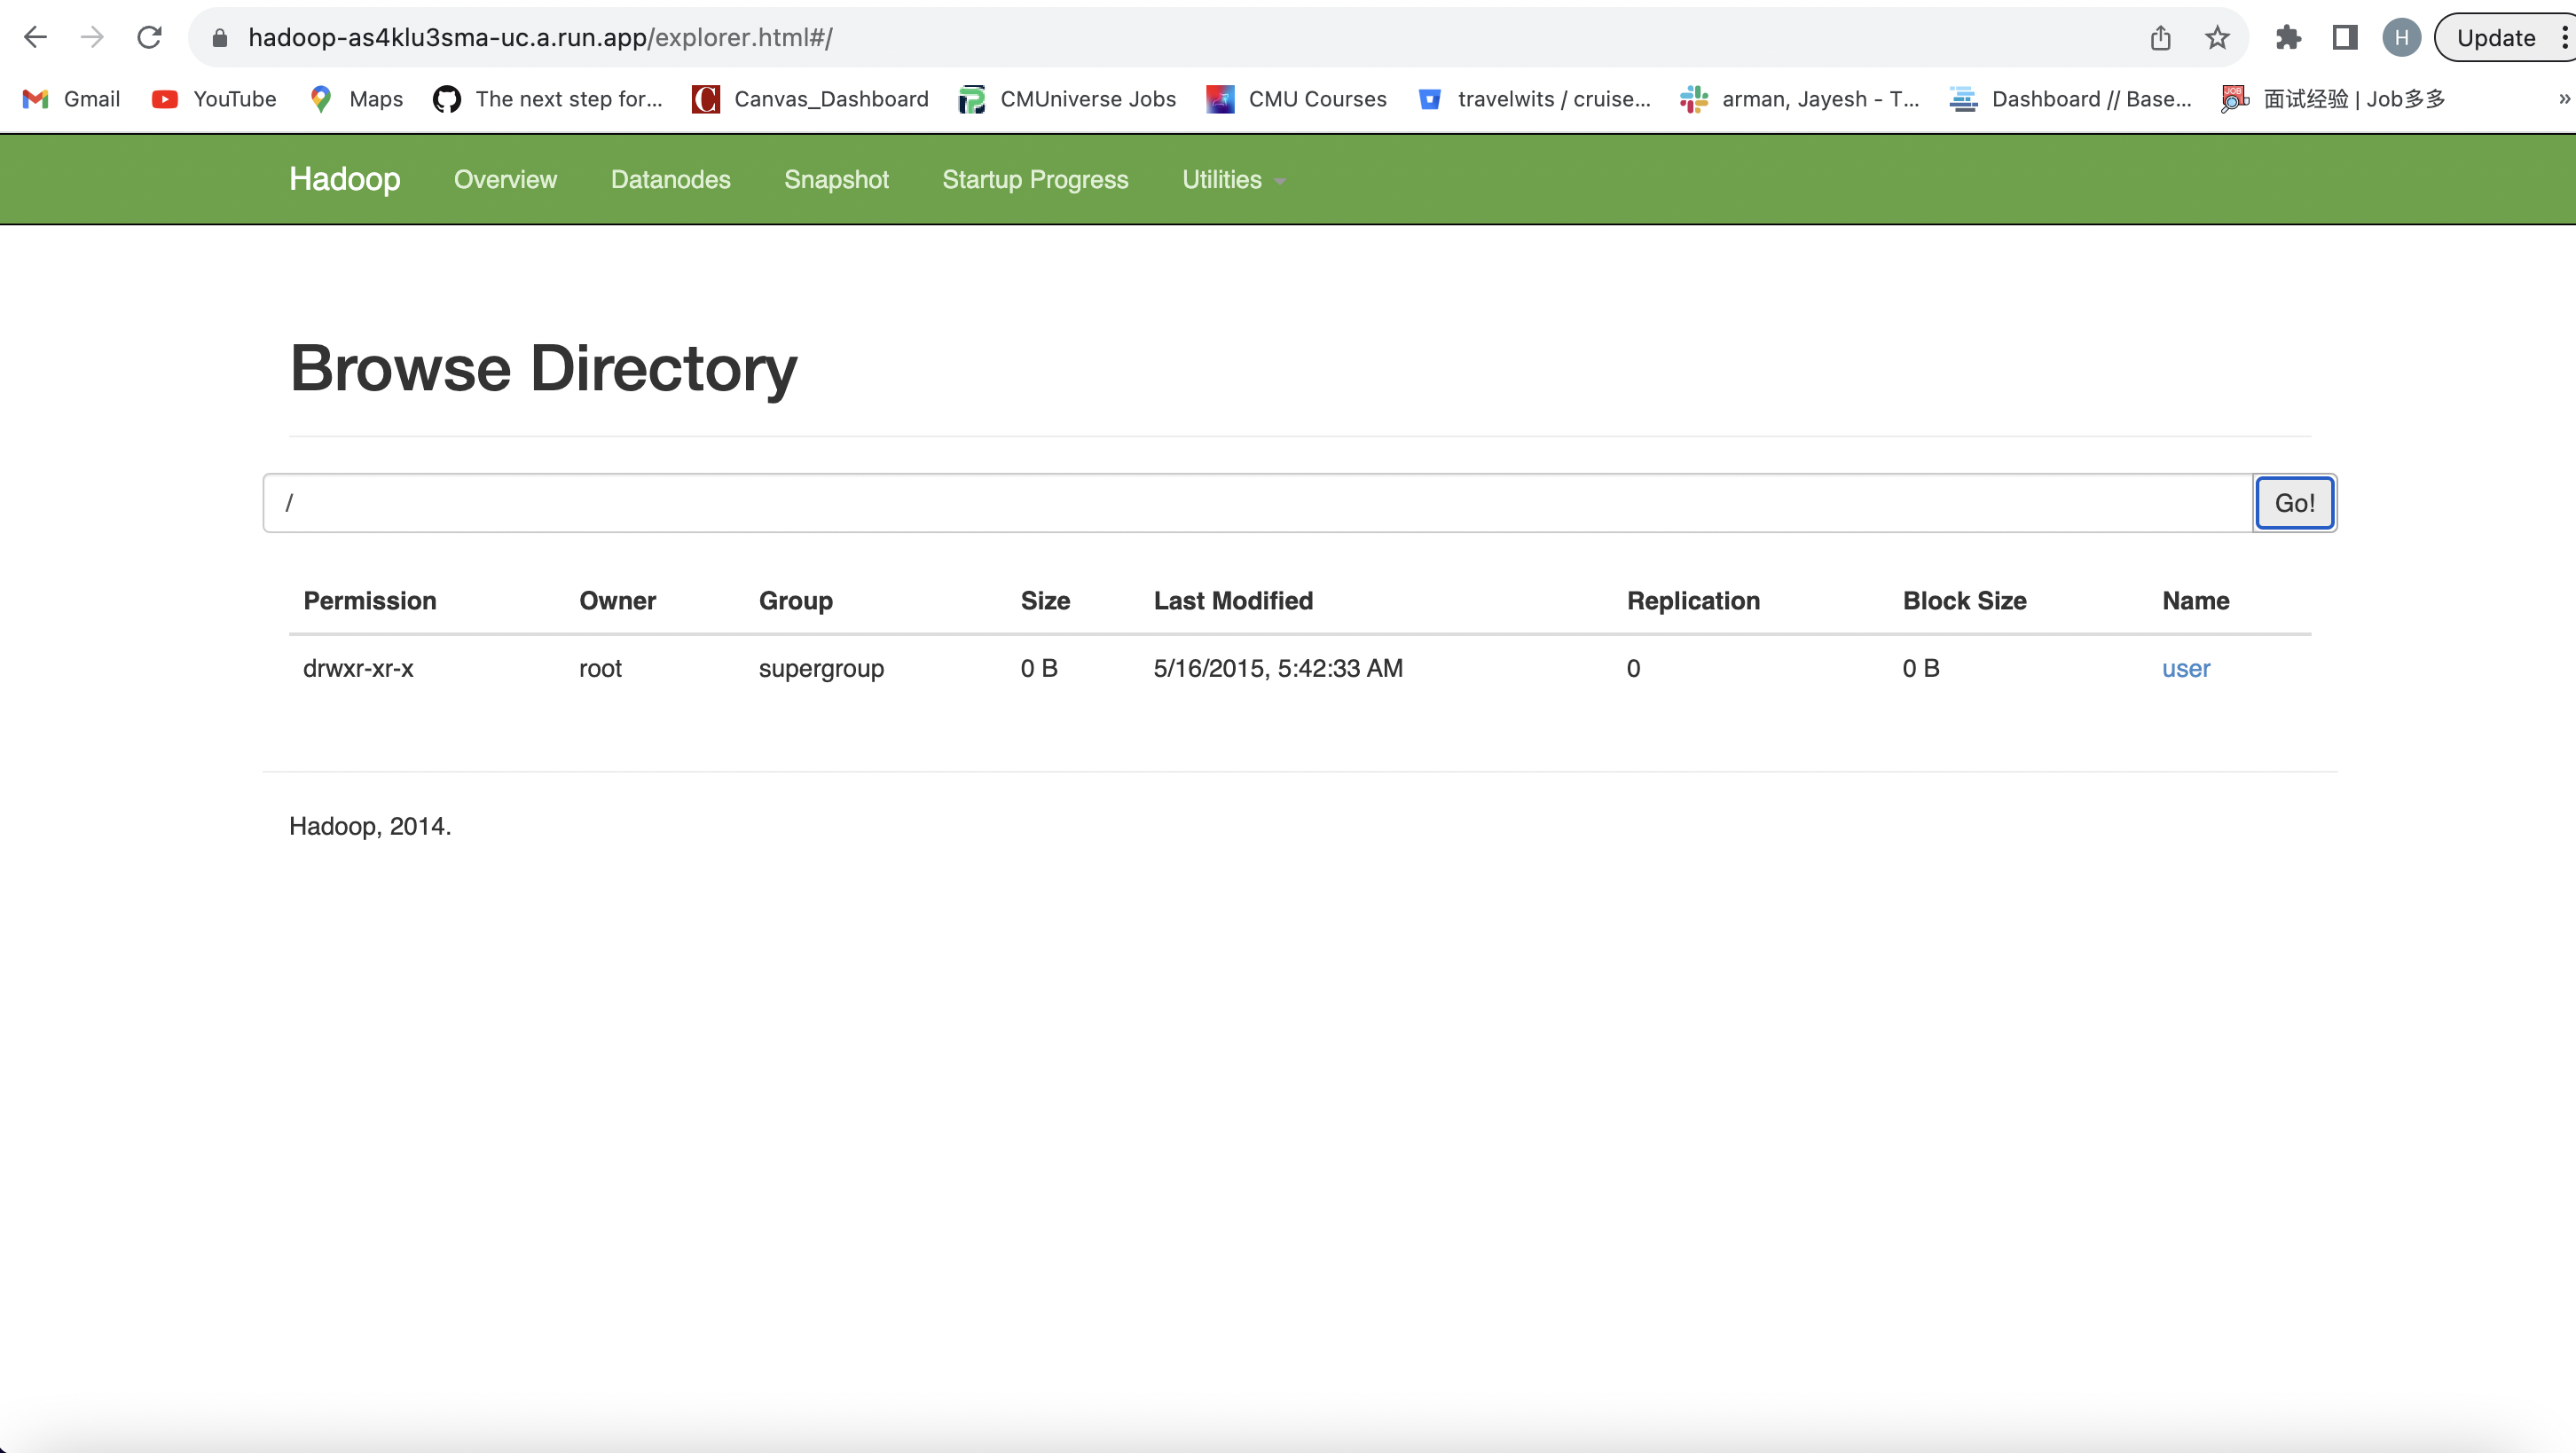 hadoop-as4klu3sma-uc.a.run.app/explorer.html#/ H Update
Gmail YouTube Maps The next step for... Canvas_Dashboard CMUniverse Jobs CMU Courses travelwits / cruise... arman, Jayesh - T... Dashboard // Base... 面试经验 | Job多多 »
Hadoop Overview Datanodes Snapshot Startup Progress Utilities
Browse Directory
/ Go!
Permission Owner Group Size Last Modified Replication Block Size Name
drwxr-xr-x root supergroup 0 B 5/16/2015, 5:42:33 AM 0 0 B user
Hadoop, 2014.